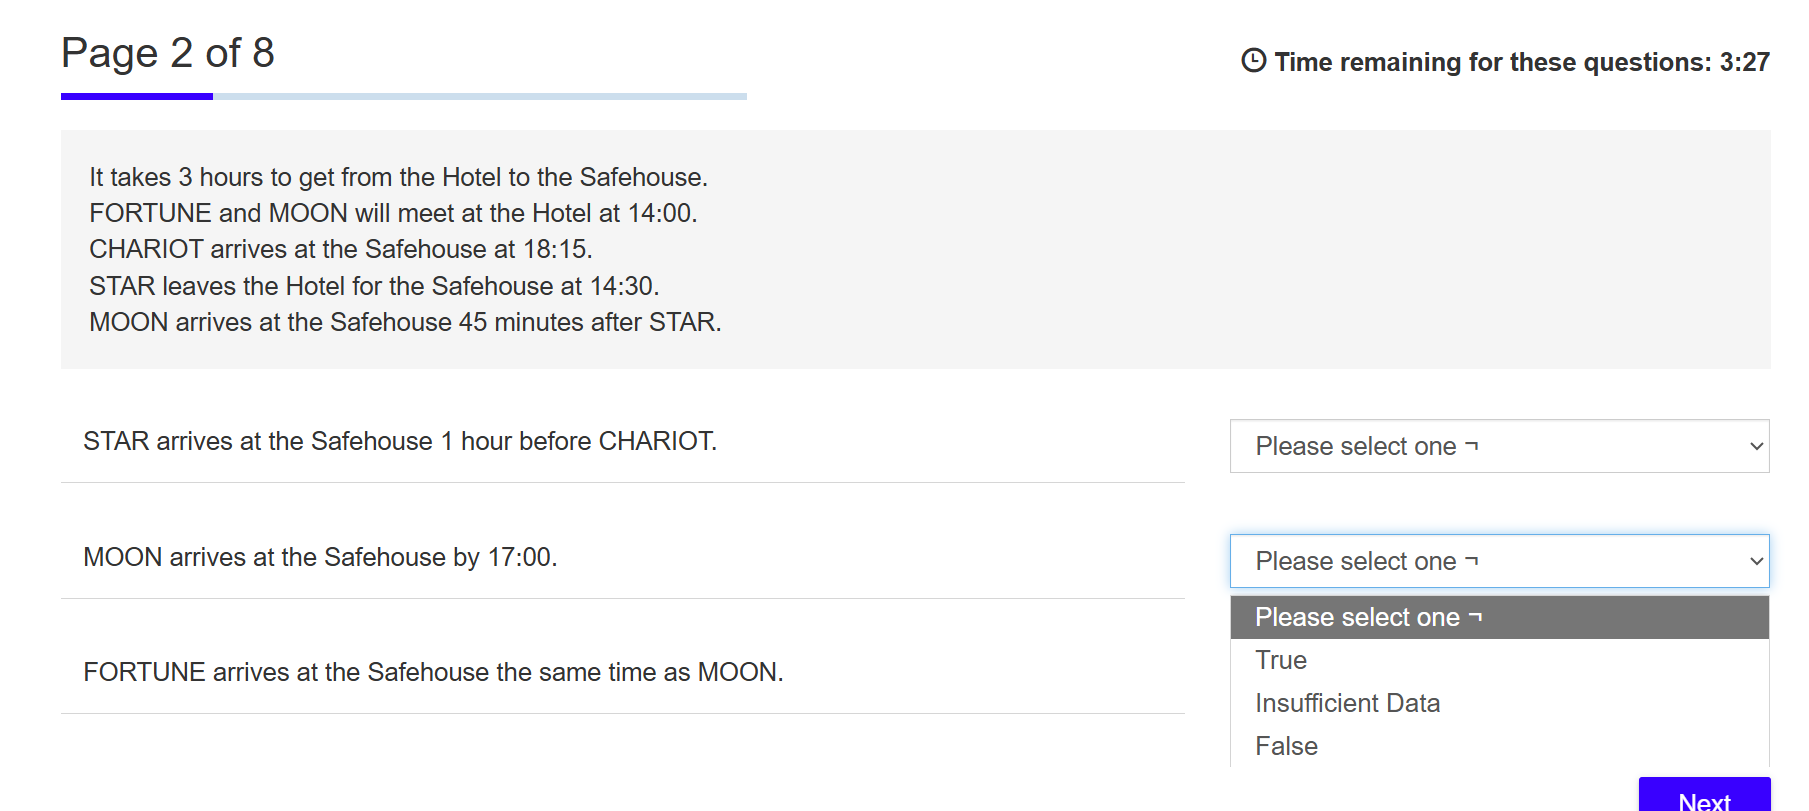 Page 2 of 8
Time remaining for these questions: 3:27
It takes 3 hours to get from the Hotel to the Safehouse.
FORTUNE and MOON will meet at the Hotel at 14:00.
CHARIOT arrives at the Safehouse at 18:15.
STAR leaves the Hotel for the Safehouse at 14:30.
MOON arrives at the Safehouse 45 minutes after STAR.
STAR arrives at the Safehouse 1 hour before CHARIOT.
Please select one ¬
MOON arrives at the Safehouse by 17:00.
Please select one ¬
Please select one ¬
True
Insufficient Data
False
FORTUNE arrives at the Safehouse the same time as MOON.
Next